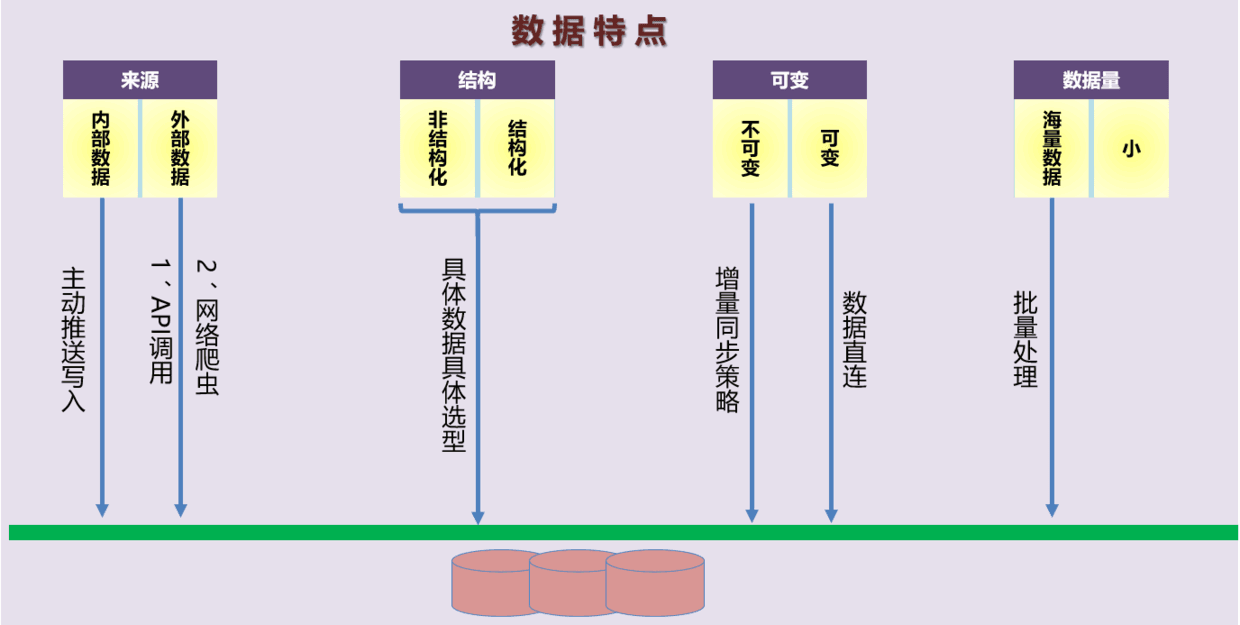 数据特点
来源
内部数据
外部数据
主动推送写入
1、API调用
2、网络爬虫
结构
非结构化
结构化
具体数据具体选型
可变
不可变
可变
增量同步策略
数据直连
数据量
海量数据
小
批量处理